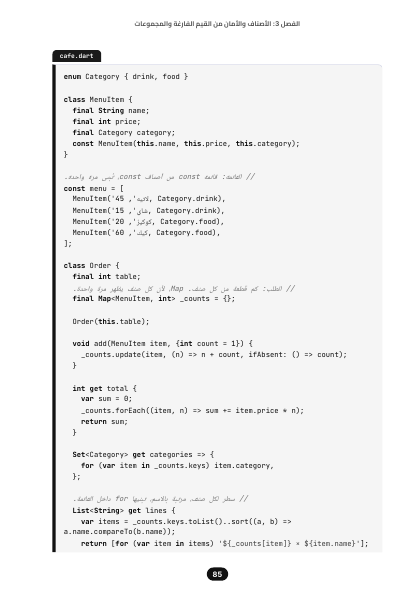 الفصل 3: الأصناف والأمان من القيم الفارغة والمجموعات
cafe.dart
enum Category { drink, food }
class MenuItem {
final String name;
final int price;
final Category category;
const MenuItem(this.name, this.price, this.category);
}
// القائمة: قائمة const من أصناف const، تُبنى مرة واحدة.
const menu = [
MenuItem('لاتيه', 45, Category.drink),
MenuItem('شاي', 15, Category.drink),
MenuItem('كوكيز', 20, Category.food),
MenuItem('كيك', 60, Category.food),
];
class Order {
final int table;
// الطلب: كم قطعة من كل صنف. Map، لأن كل صنف يظهر مرة واحدة.
final Map<MenuItem, int> _counts = {};
Order(this.table);
void add(MenuItem item, {int count = 1}) {
_counts.update(item, (n) => n + count, ifAbsent: () => count);
}
int get total {
var sum = 0;
_counts.forEach((item, n) => sum += item.price * n);
return sum;
}
Set<Category> get categories => {
for (var item in _counts.keys) item.category,
};
// سطر لكل صنف، مرتبة بالاسم، نبنيها for داخل القائمة.
List<String> get lines {
var items = _counts.keys.toList()..sort((a, b) =>
a.name.compareTo(b.name));
return [for (var item in items) '${_counts[item]} × ${item.name}'];
85